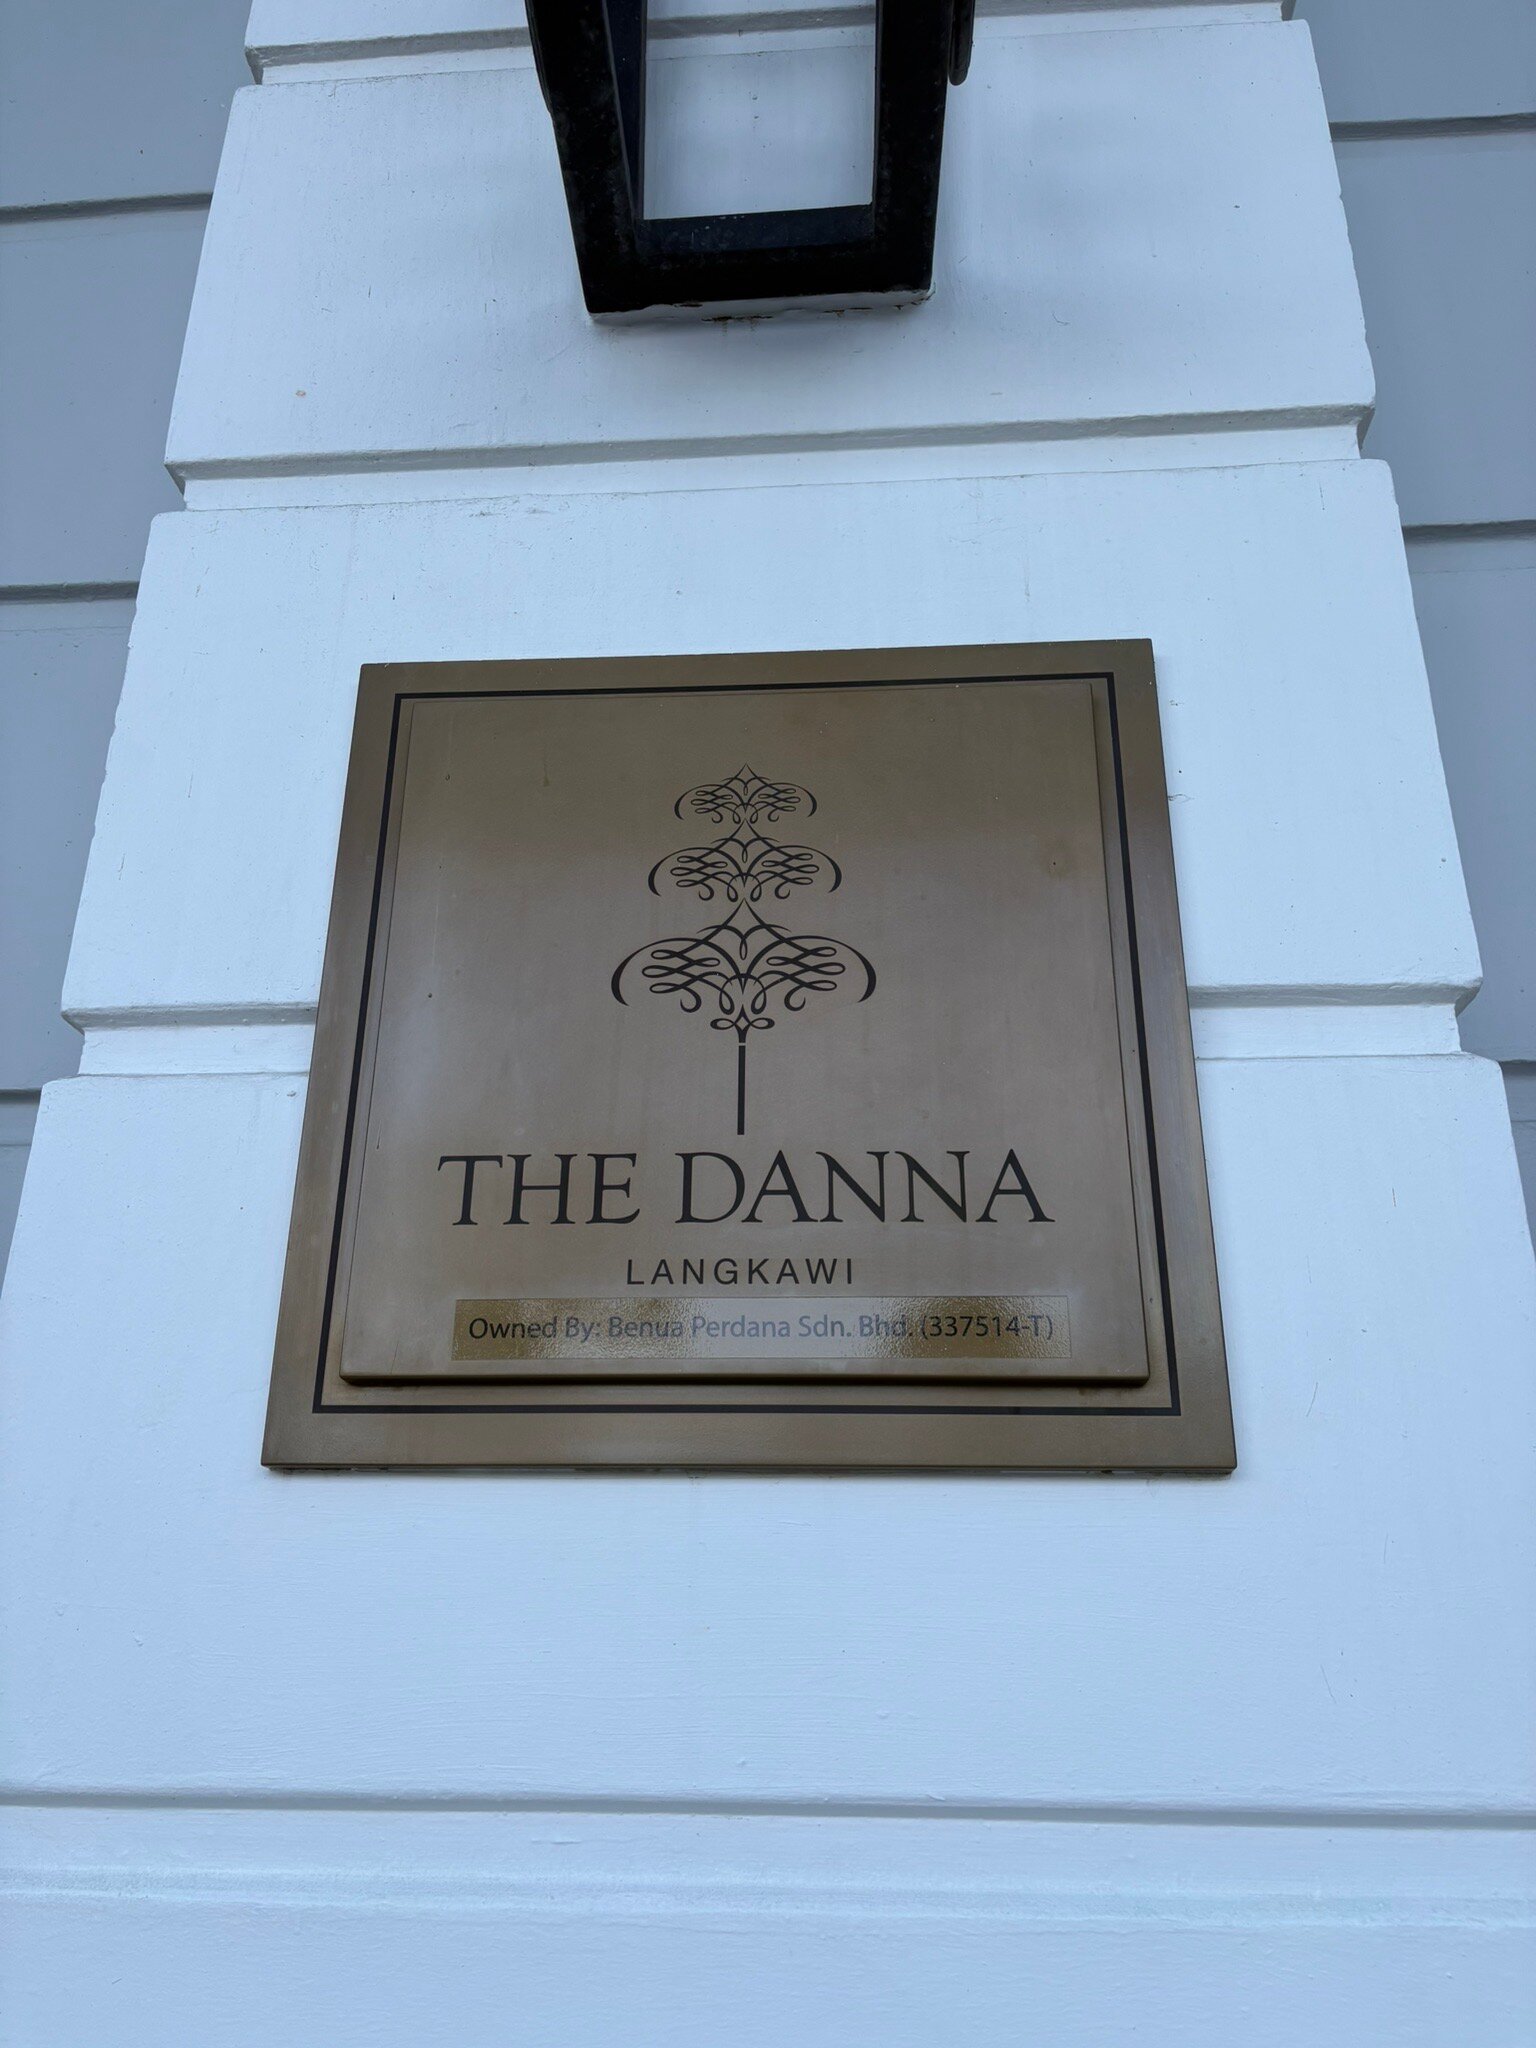 THE DANNA
LANGKAWI
Owned By: Benua Perdana Sdn. Bhd. (337514-T)